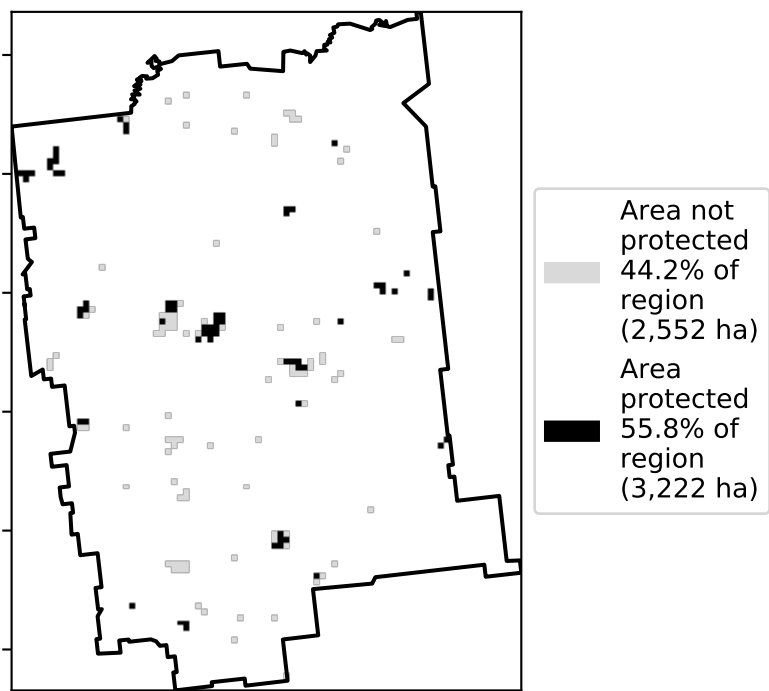 Area not
protected
44.2% of
region
(2,552 ha)
Area
protected
55.8% of
region
(3,222 ha)